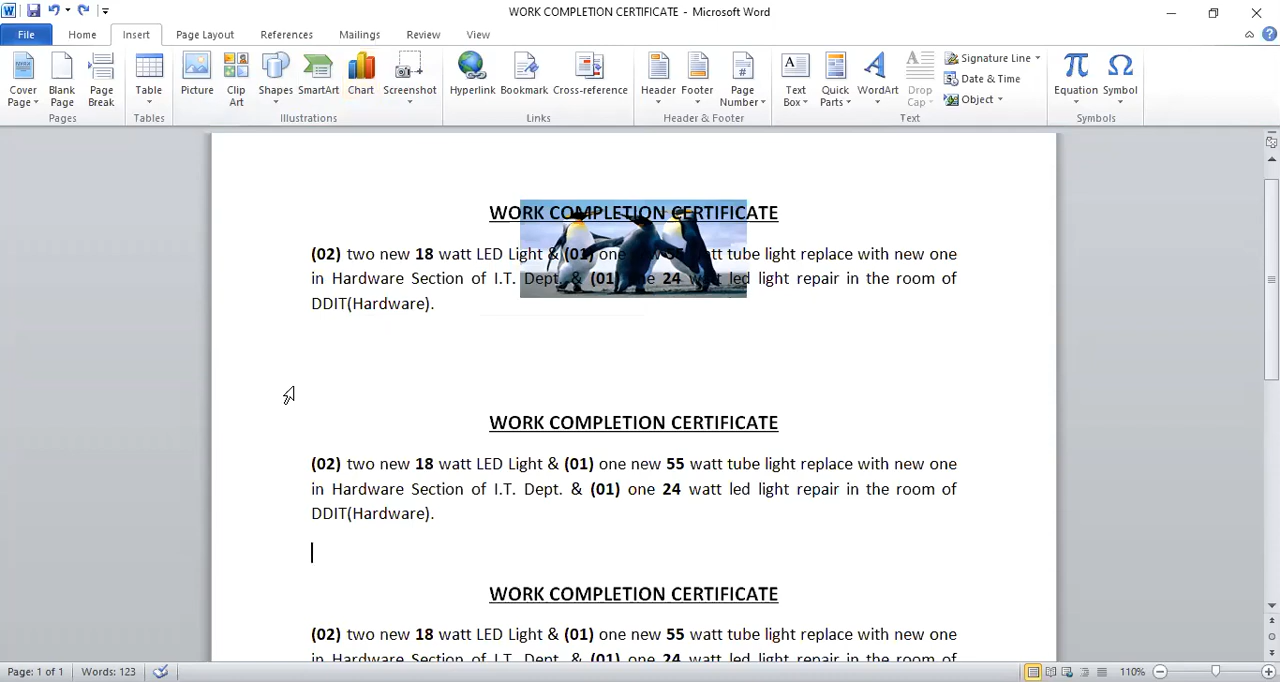 WORK COMPLETION CERTIFICATE - Microsoft Word
File Home Insert Page Layout References Mailings Review View
Cover Page
Blank Page
Page Break
Table
Picture
Clip Art
Shapes
SmartArt
Chart
Screenshot
Hyperlink
Bookmark
Cross-reference
Header
Footer
Page Number
Text Box
Quick Parts
WordArt
Drop Cap
Signature Line
Date & Time
Object
Equation
Symbol
Pages Tables Illustrations Links Header & Footer Text Symbols
WORK COMPLETION CERTIFICATE
(02) two new 18 watt LED Light & (01) one watt tube light replace with new one
in Hardware Section of I.T. Dept. & (01) one 24 watt led light repair in the room of
DDIT(Hardware).
WORK COMPLETION CERTIFICATE
(02) two new 18 watt LED Light & (01) one new 55 watt tube light replace with new one
in Hardware Section of I.T. Dept. & (01) one 24 watt led light repair in the room of
DDIT(Hardware).
WORK COMPLETION CERTIFICATE
(02) two new 18 watt LED Light & (01) one new 55 watt tube light replace with new one
in Hardware Section of I.T. Dept. & (01) one 24 watt led light repair in the room of
Page: 1 of 1 Words: 123 110%